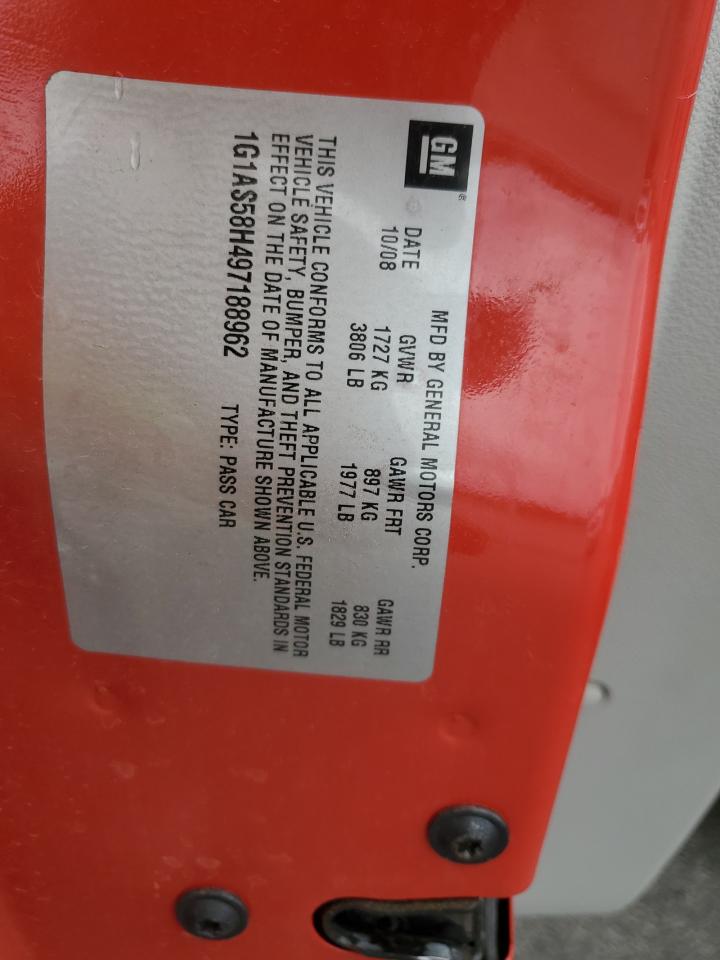 GM®
MFD BY GENERAL MOTORS CORP.
DATE GVWR GAWR FRT GAWR RR
10/08 1727 KG 897 KG 830 KG
3806 LB 1977 LB 1829 LB
THIS VEHICLE CONFORMS TO ALL APPLICABLE U.S. FEDERAL MOTOR
VEHICLE SAFETY, BUMPER, AND THEFT PREVENTION STANDARDS IN
EFFECT ON THE DATE OF MANUFACTURE SHOWN ABOVE.
1G1AS58H497188962 TYPE: PASS CAR